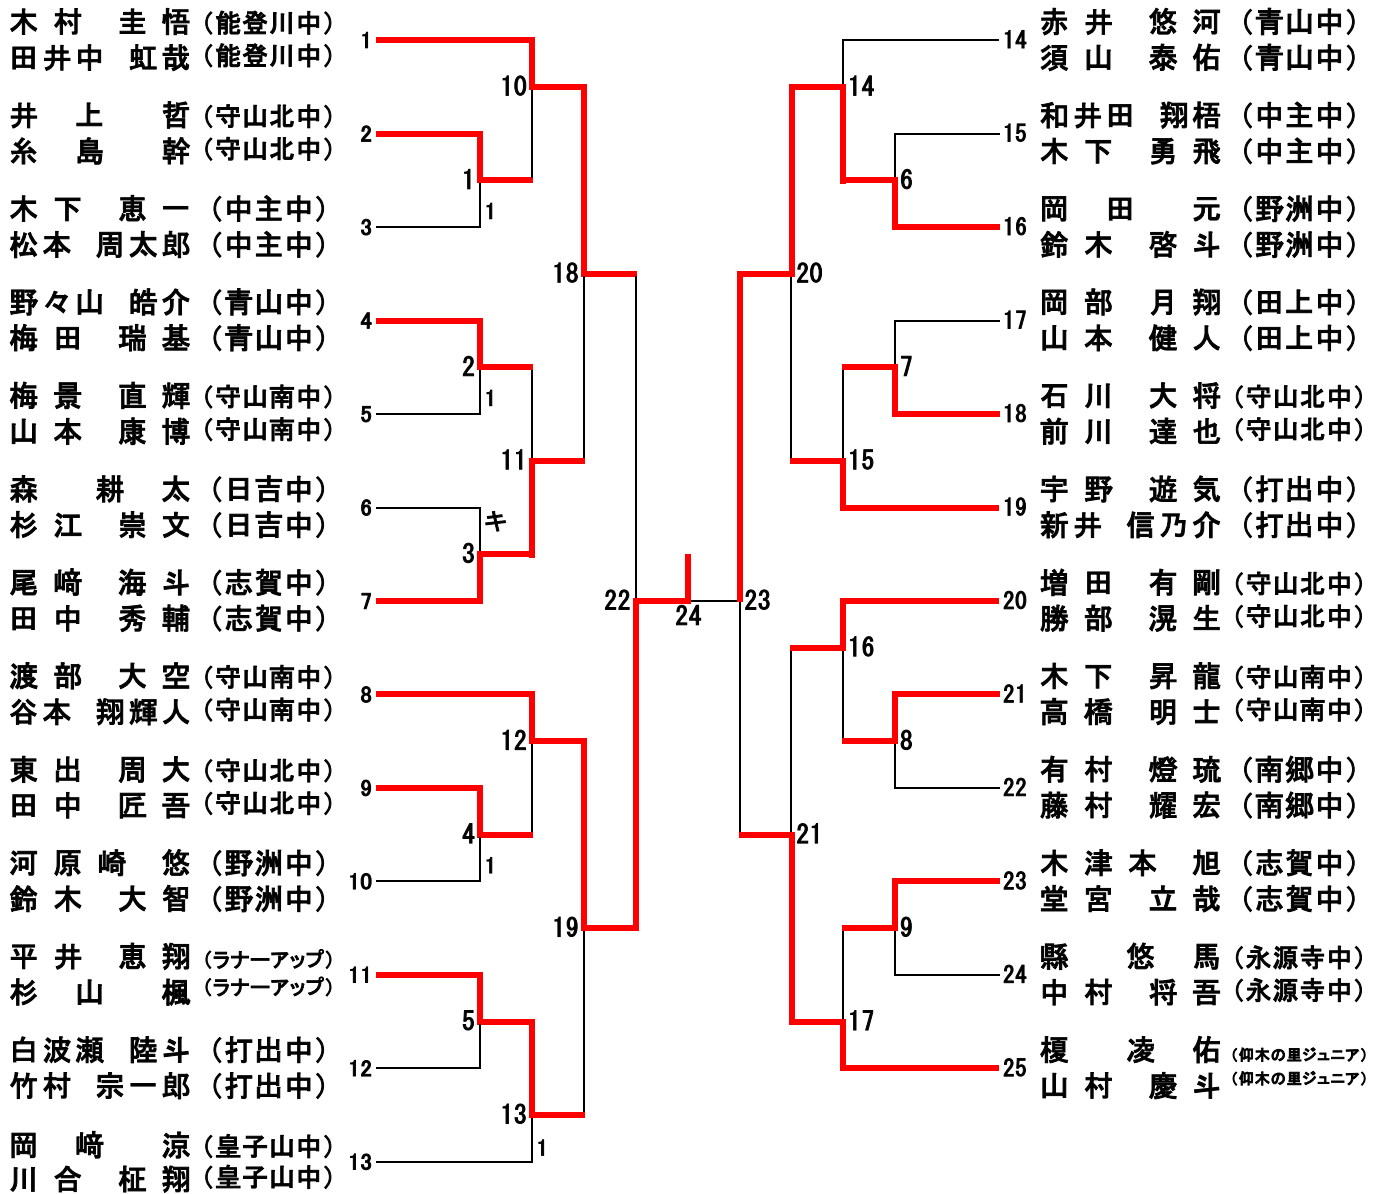 木村 圭悟 (能登川中)
田井中 虹哉 (能登川中)
1
井上 哲 (守山北中)
糸島 幹 (守山北中)
2
木下 恵一 (中主中)
松本 周太郎 (中主中)
3
野々山 皓介 (青山中)
梅田 瑞基 (青山中)
4
梅景 直輝 (守山南中)
山本 康博 (守山南中)
5
森 耕太 (日吉中)
杉江 崇文 (日吉中)
6
尾﨑 海斗 (志賀中)
田中 秀輔 (志賀中)
7
渡部 大空 (守山南中)
谷本 翔輝人 (守山南中)
8
東出 周大 (守山北中)
田中 匠吾 (守山北中)
9
河原崎 悠 (野洲中)
鈴木 大智 (野洲中)
10
平井 恵翔 (ラナーアップ)
杉山 楓 (ラナーアップ)
11
白波瀬 陸斗 (打出中)
竹村 宗一郎 (打出中)
12
岡﨑 涼 (皇子山中)
川合 柾翔 (皇子山中)
13
10
1
1
18
2
1
11
キ
3
22
12
4
1
19
5
13
1
24
23
14
6
20
7
15
16
8
21
9
17
14
赤井 悠河 (青山中)
須山 泰佑 (青山中)
15
和井田 翔梧 (中主中)
木下 勇飛 (中主中)
16
岡田 元 (野洲中)
鈴木 啓斗 (野洲中)
17
岡部 月翔 (田上中)
山本 健人 (田上中)
18
石川 大将 (守山北中)
前川 達也 (守山北中)
19
宇野 遊気 (打出中)
新井 信乃介 (打出中)
20
増田 有剛 (守山北中)
勝部 滉生 (守山北中)
21
木下 昇龍 (守山南中)
高橋 明士 (守山南中)
22
有村 燈琉 (南郷中)
藤村 耀宏 (南郷中)
23
木津本 旭 (志賀中)
堂宮 立哉 (志賀中)
24
縣 悠馬 (永源寺中)
中村 将吾 (永源寺中)
25
榎 凌佑 (仰木の里ジュニア)
山村 慶斗 (仰木の里ジュニア)